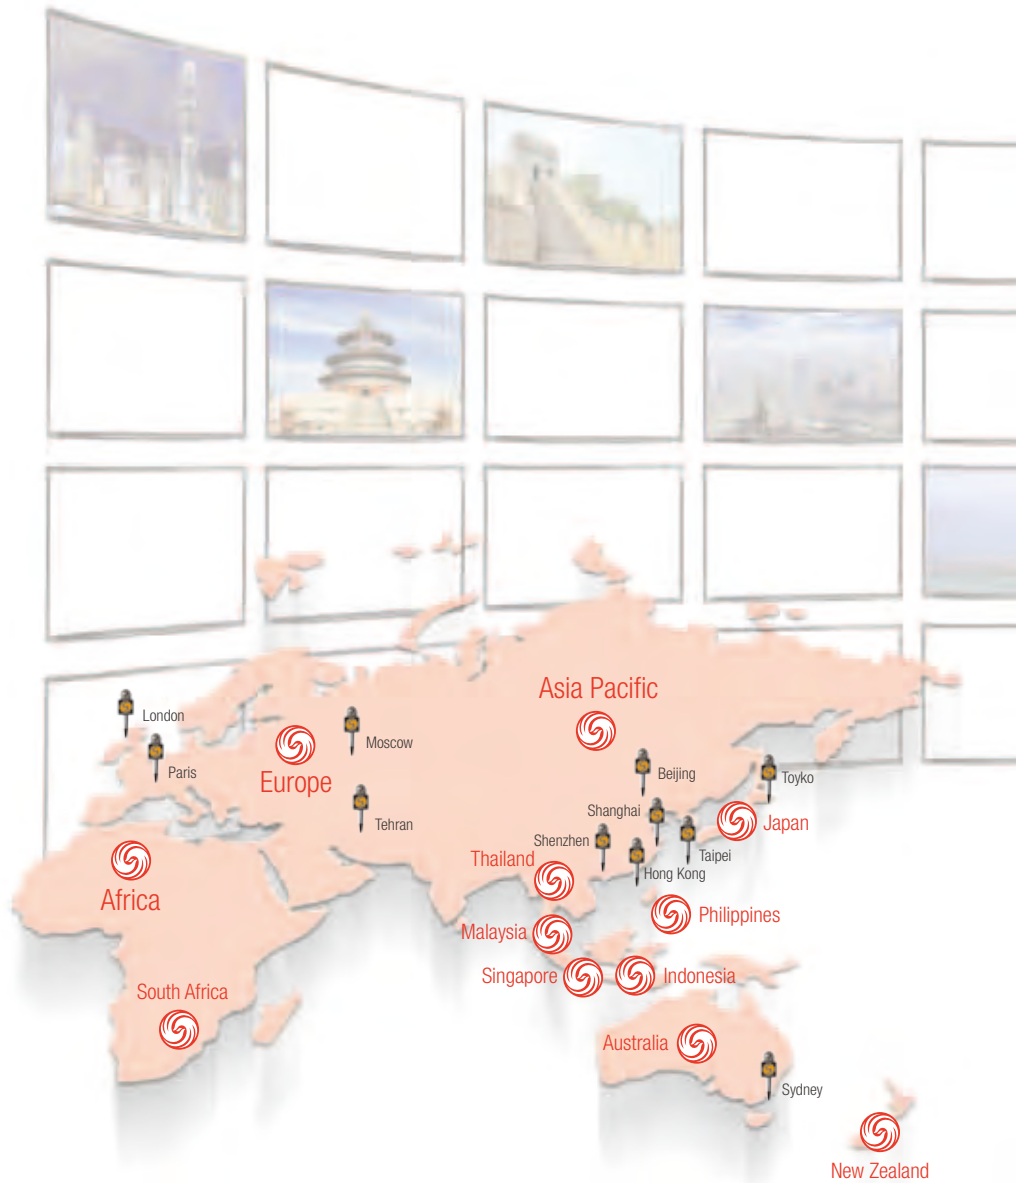 Asia Pacific
London
Moscow
Paris
Europe
Beijing
Toyko
Tehran
Shanghai
Japan
Shenzhen
Taipei
Thailand
Hong Kong
Africa
Philippines
Malaysia
Singapore
Indonesia
South Africa
Australia
Sydney
New Zealand